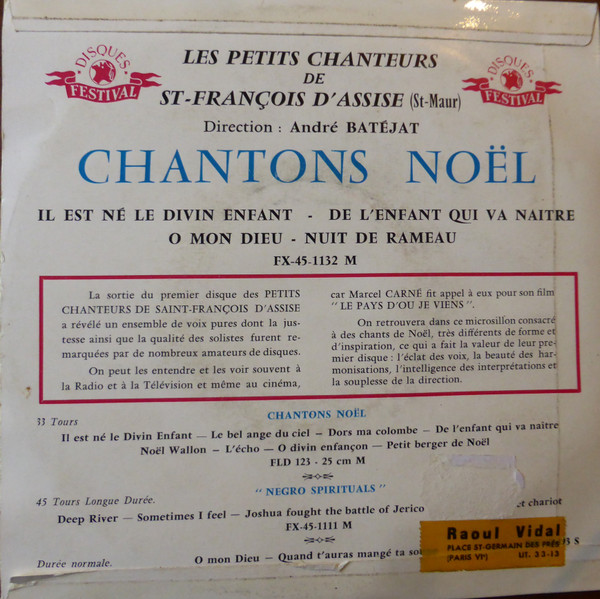 DISQUES
FESTIVAL
LES PETITS CHANTEURS
DE
ST-FRANÇOIS D'ASSISE (St-Maur)
DISQUES
FESTIVAL
Direction : André BATÉJAT
CHANTONS NOËL
IL EST NÉ LE DIVIN ENFANT - DE L'ENFANT QUI VA NAITRE
O MON DIEU - NUIT DE RAMEAU
FX-45-1132 M
La sortie du premier disque des PETITS
CHANTEURS DE SAINT-FRANÇOIS D'ASSISE
a révélé un ensemble de voix pures dont la jus-
tesse ainsi que la qualité des solistes furent re-
marquées par de nombreux amateurs de disques.
On peut les entendre et les voir souvent à
la Radio et à la Télévision et même au cinéma,
car Marcel CARNÉ fit appel à eux pour son film
" LE PAYS D'OU JE VIENS ".
On retrouvera dans ce microsillon consacré
à des chants de Noël, très différents de forme et
d'inspiration, ce qui a fait la valeur de leur pre-
mier disque : l'éclat des voix, la beauté des har-
monisations, l'intelligence des interprétations et
la souplesse de la direction.
CHANTONS NOËL
33 Tours
Il est né le Divin Enfant — Le bel ange du ciel — Dors ma colombe — De l'enfant qui va naître
Noël Wallon - L'écho — O divin enfançon — Petit berger de Noël
FLD 123 - 25 cm M
" NEGRO SPIRITUALS "
45 Tours Longue Durée.
Deep River — Sometimes I feel — Joshua fought the battle of Jerico et chariot
FX-45-1111 M
Durée normale.
O mon Dieu — Quand t'auras mangé ta S
Raoul Vidal
PLACE ST-GERMAIN DES PRÉS
(PARIS VIᵉ) LIT. 33-13